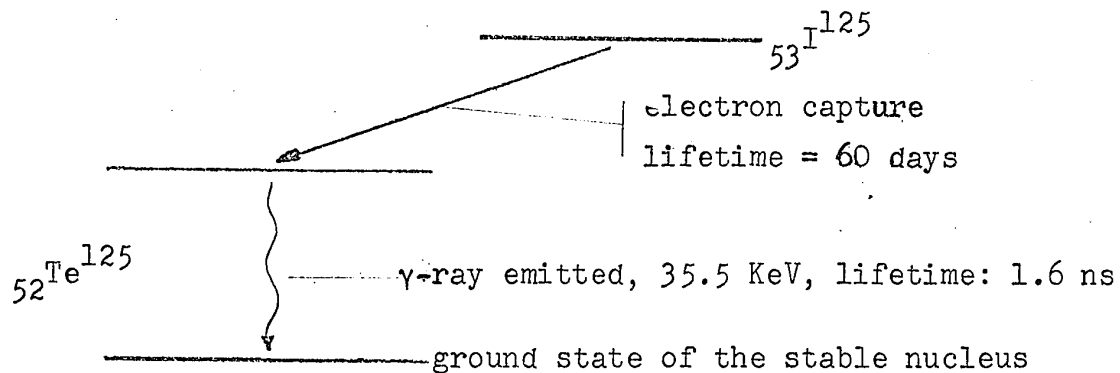 53I125
electron capture
lifetime = 60 days
52Te125
γ-ray emitted, 35.5 KeV, lifetime: 1.6 ns
ground state of the stable nucleus